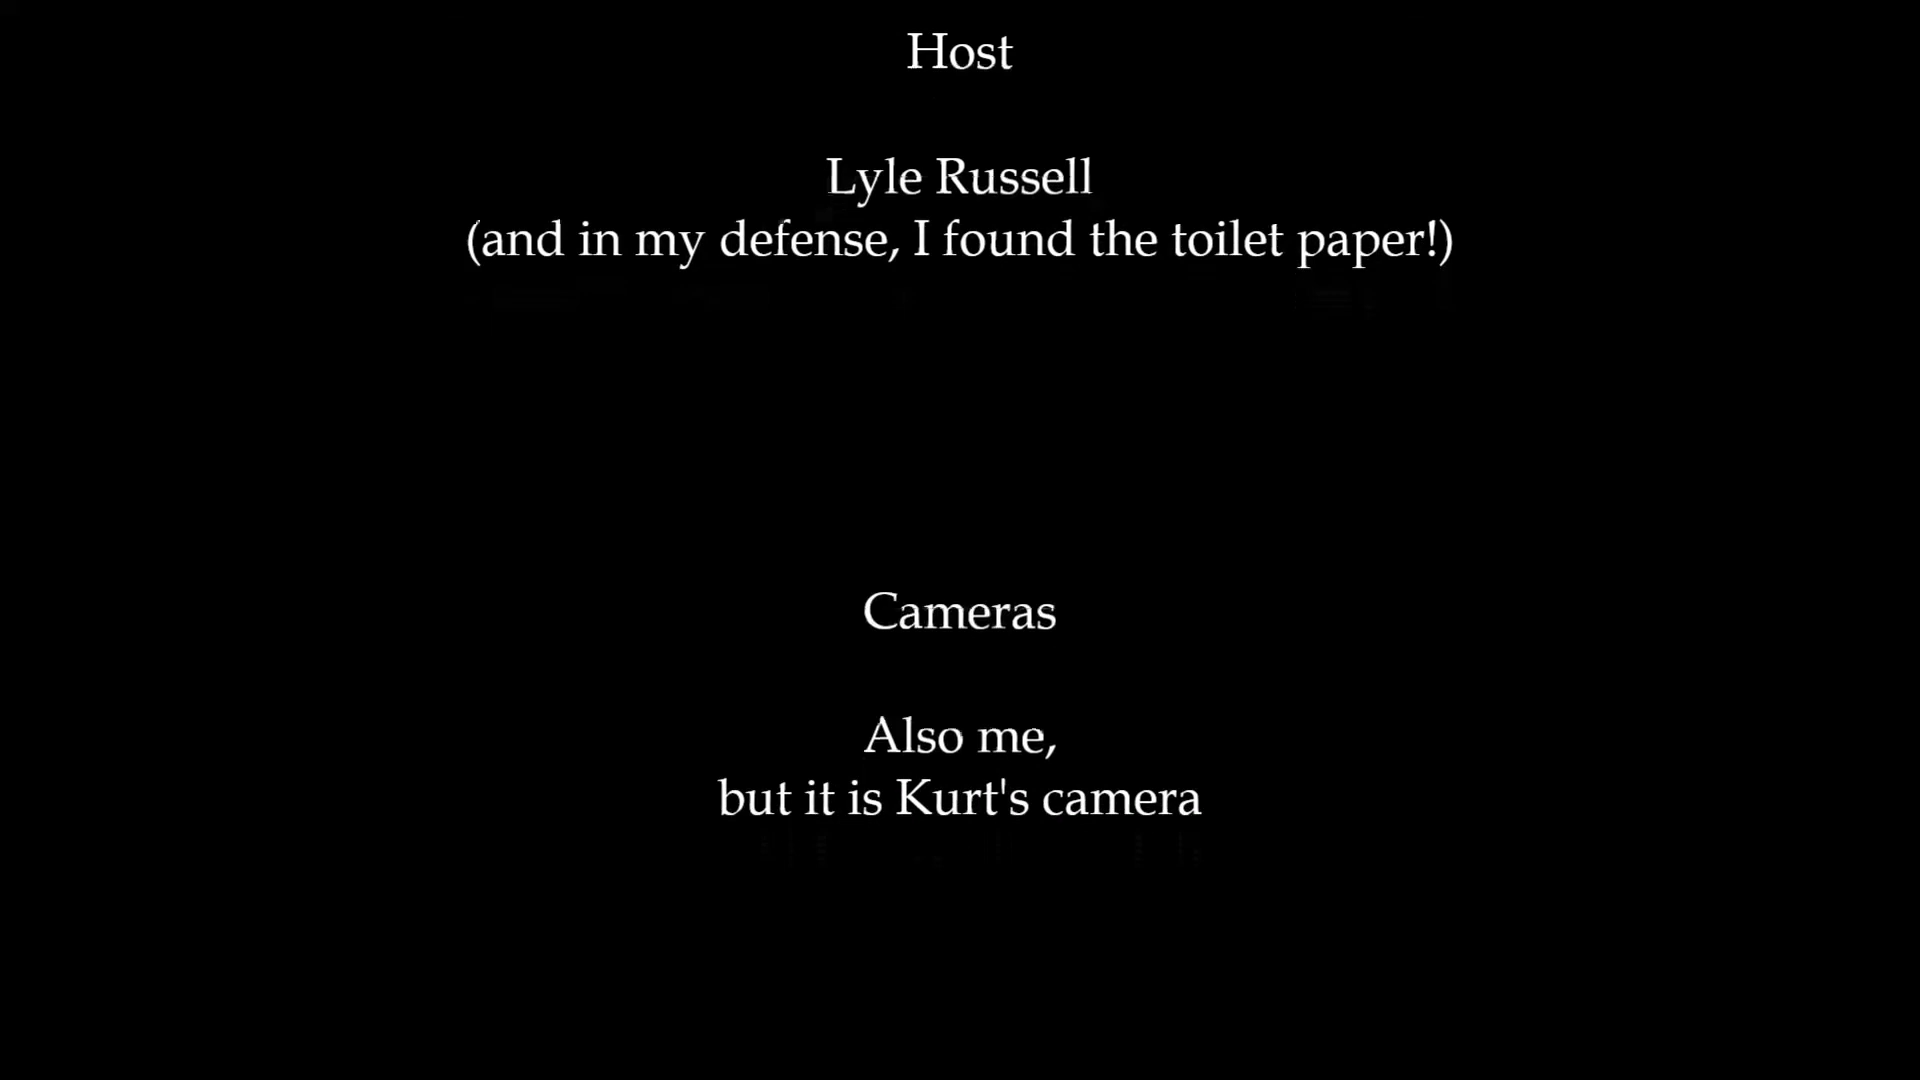 Host
Lyle Russell
(and in my defense, I found the toilet paper!)
Cameras
Also me,
but it is Kurt's camera